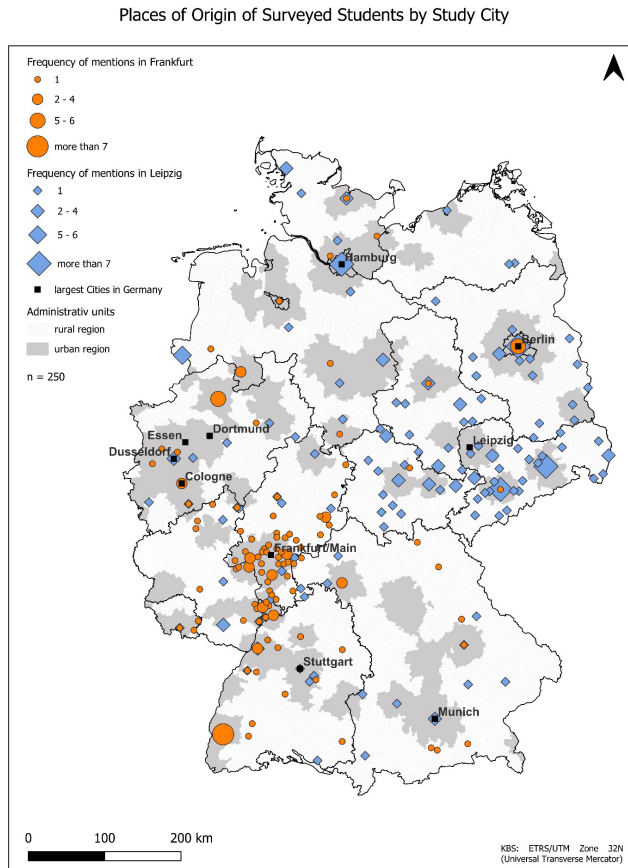 Places of Origin of Surveyed Students by Study City
Frequency of mentions in Frankfurt
1
2 - 4
5 - 6
more than 7
Frequency of mentions in Leipzig
1
2 - 4
5 - 6
more than 7
largest Cities in Germany
Administrativ units
rural region
urban region
n = 250
Hamburg
Berlin
Dortmund
Essen
Leipzig
Dusseldorf
Cologne
Frankfurt/Main
Stuttgart
Munich
0 100 200 km
KBS: ETRS/UTM Zone 32N
(Universal Transverse Mercator)